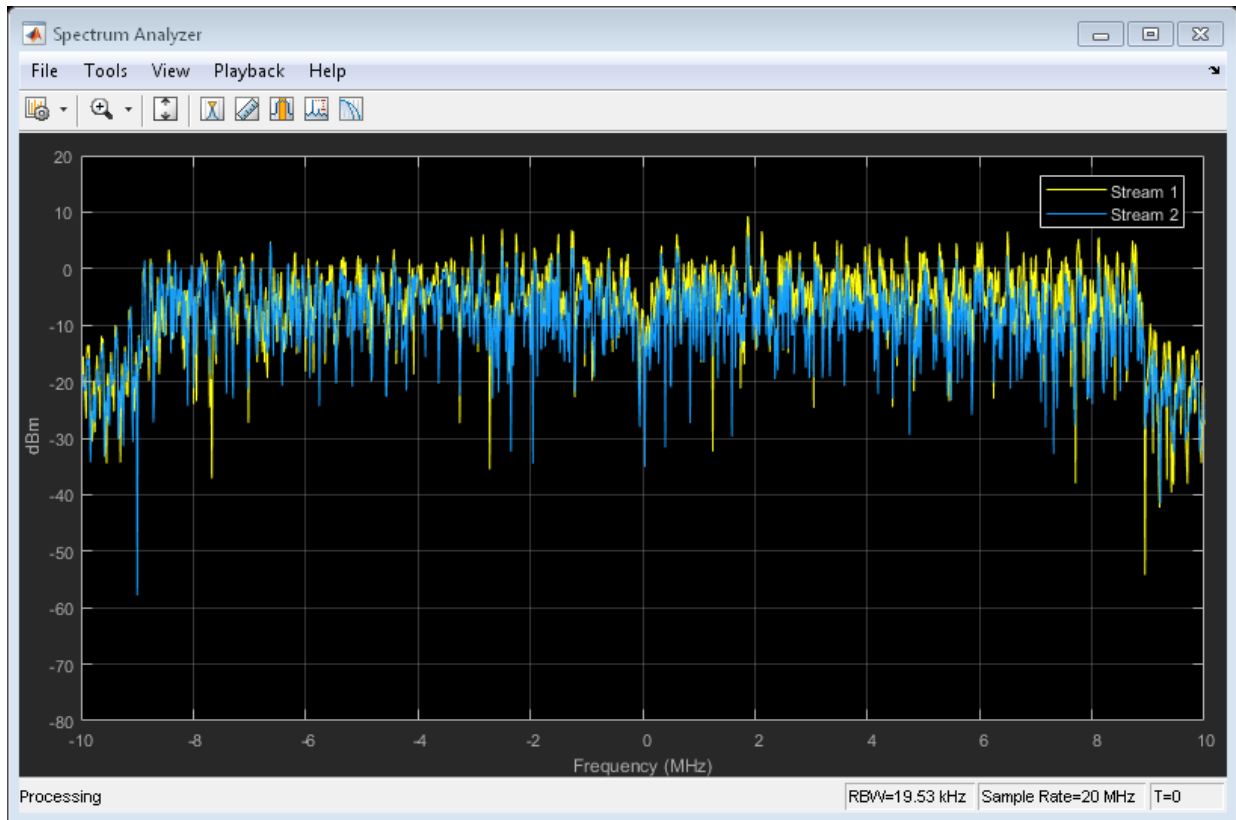 Spectrum Analyzer
File Tools View Playback Help
20
10
0
-10
-20
-30
-40
-50
-60
-70
-80
dBm
Stream 1
Stream 2
-10 -8 -6 -4 -2 0 2 4 6 8 10
Frequency (MHz)
Processing RBW=19.53 kHz Sample Rate=20 MHz T=0